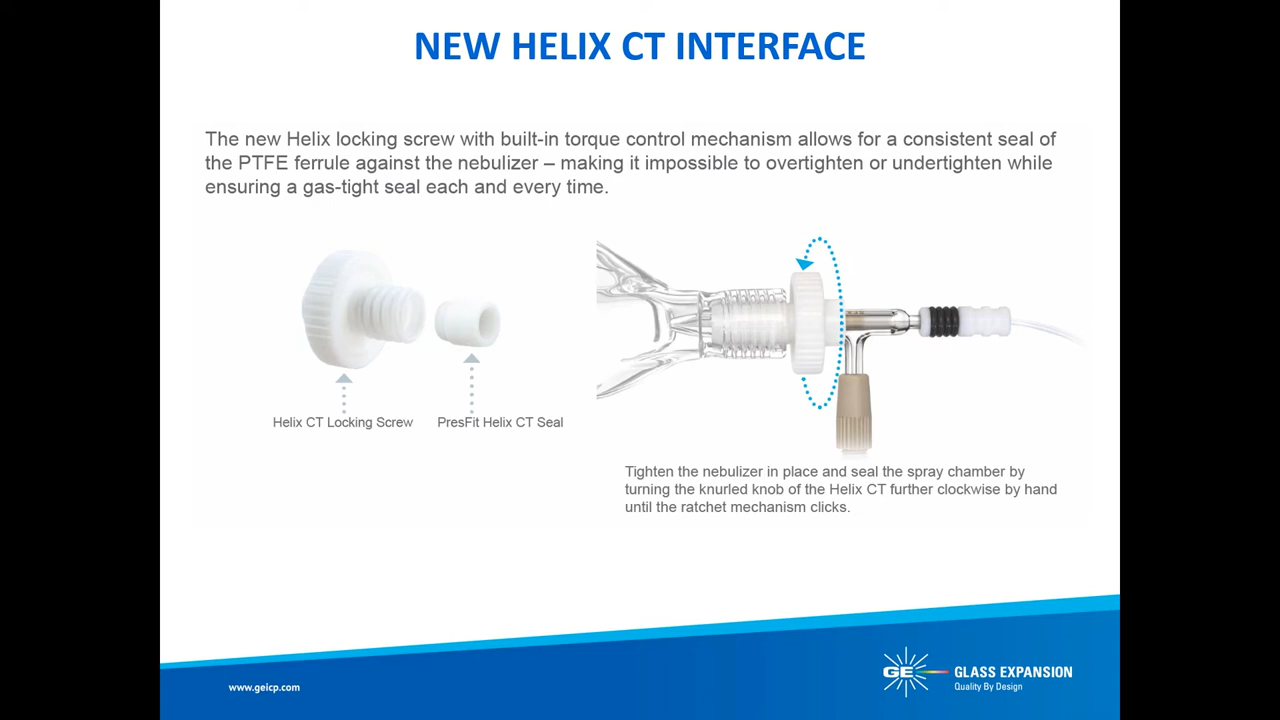 NEW HELIX CT INTERFACE
The new Helix locking screw with built-in torque control mechanism allows for a consistent seal of
the PTFE ferrule against the nebulizer – making it impossible to overtighten or undertighten while
ensuring a gas-tight seal each and every time.
Helix CT Locking Screw
PresFit Helix CT Seal
Tighten the nebulizer in place and seal the spray chamber by
turning the knurled knob of the Helix CT further clockwise by hand
until the ratchet mechanism clicks.
www.geicp.com
GE
GLASS EXPANSION
Quality By Design